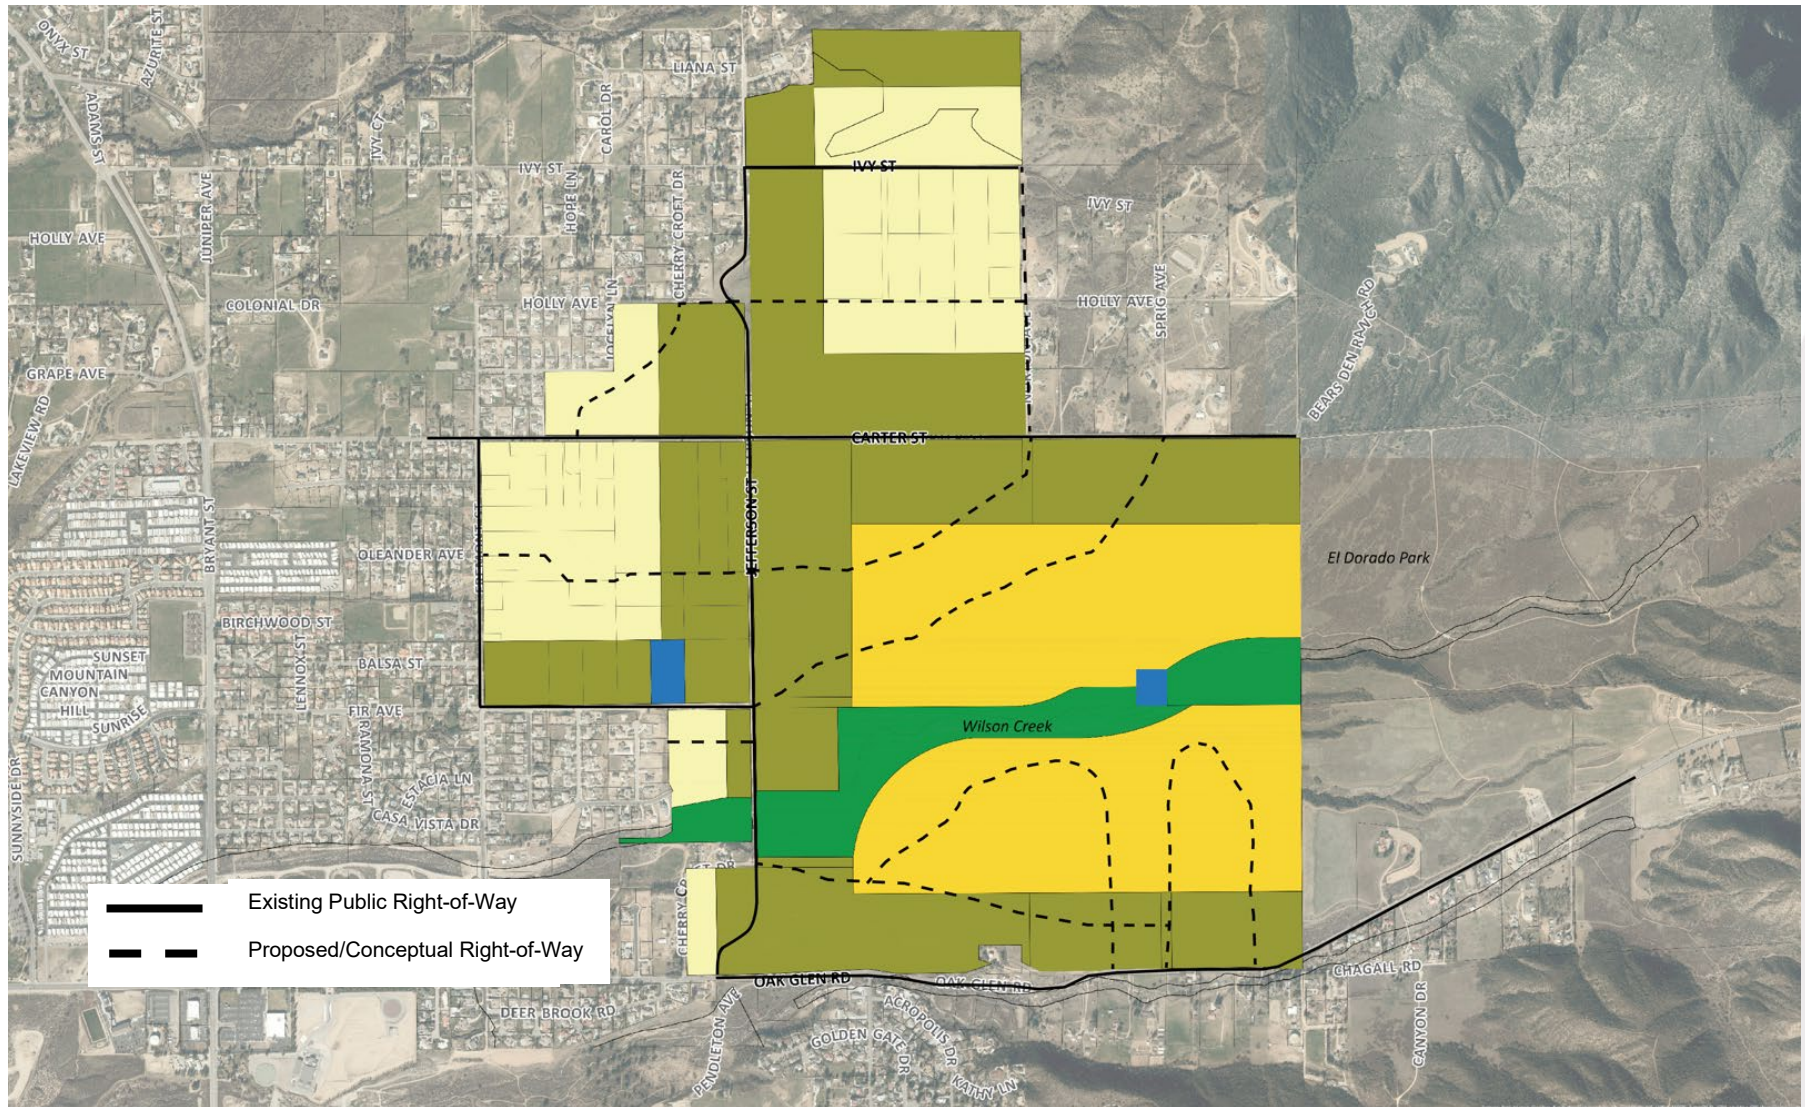 ONYX ST
AZURITE ST
ADAMS ST
LIANA ST
CAROL DR
IVY ST
IVY ST
IVY ST
JUNIPER AVE
HOPE LN
CHERRY CROFT DR
HOLLY AVE
COLONIAL DR
HOLLY AVE
HOLLY AVE
SPRIG AVE
JOCELYN LN
BEARS DEN RANCH RD
GRAPE AVE
LAKEVIEW RD
CARTER ST
JEFFERSON ST
BRYANT ST
OLEANDER AVE
El Dorado Park
BIRCHWOOD ST
LENNOX ST
SUNSET
MOUNTAIN
CANYON
HILL
BALSA ST
SUNRISE
FIR AVE
RAMONA ST
Wilson Creek
ESTACIA LN
CASA VISTA DR
SUNNYSIDE DR
Existing Public Right-of-Way
Proposed/Conceptual Right-of-Way
OAK GLEN RD
OAK GLEN RD
CHAGALL RD
DEER BROOK RD
PENDLETON AVE
ACROPOLIS DR
GOLDEN GATE DR
KATHY LN
CANYON DR